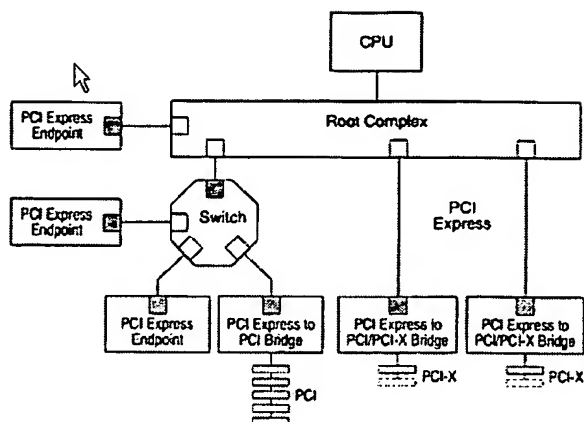 CPU
PCI Express
Endpoint
Root Complex
PCI Express
Endpoint
Switch
PCI
Express
PCI Express
Endpoint
PCI Express to
PCI Bridge
PCI Express to
PCI/PCI-X Bridge
PCI Express to
PCI/PCI-X Bridge
PCI
PCI-X
PCI-X